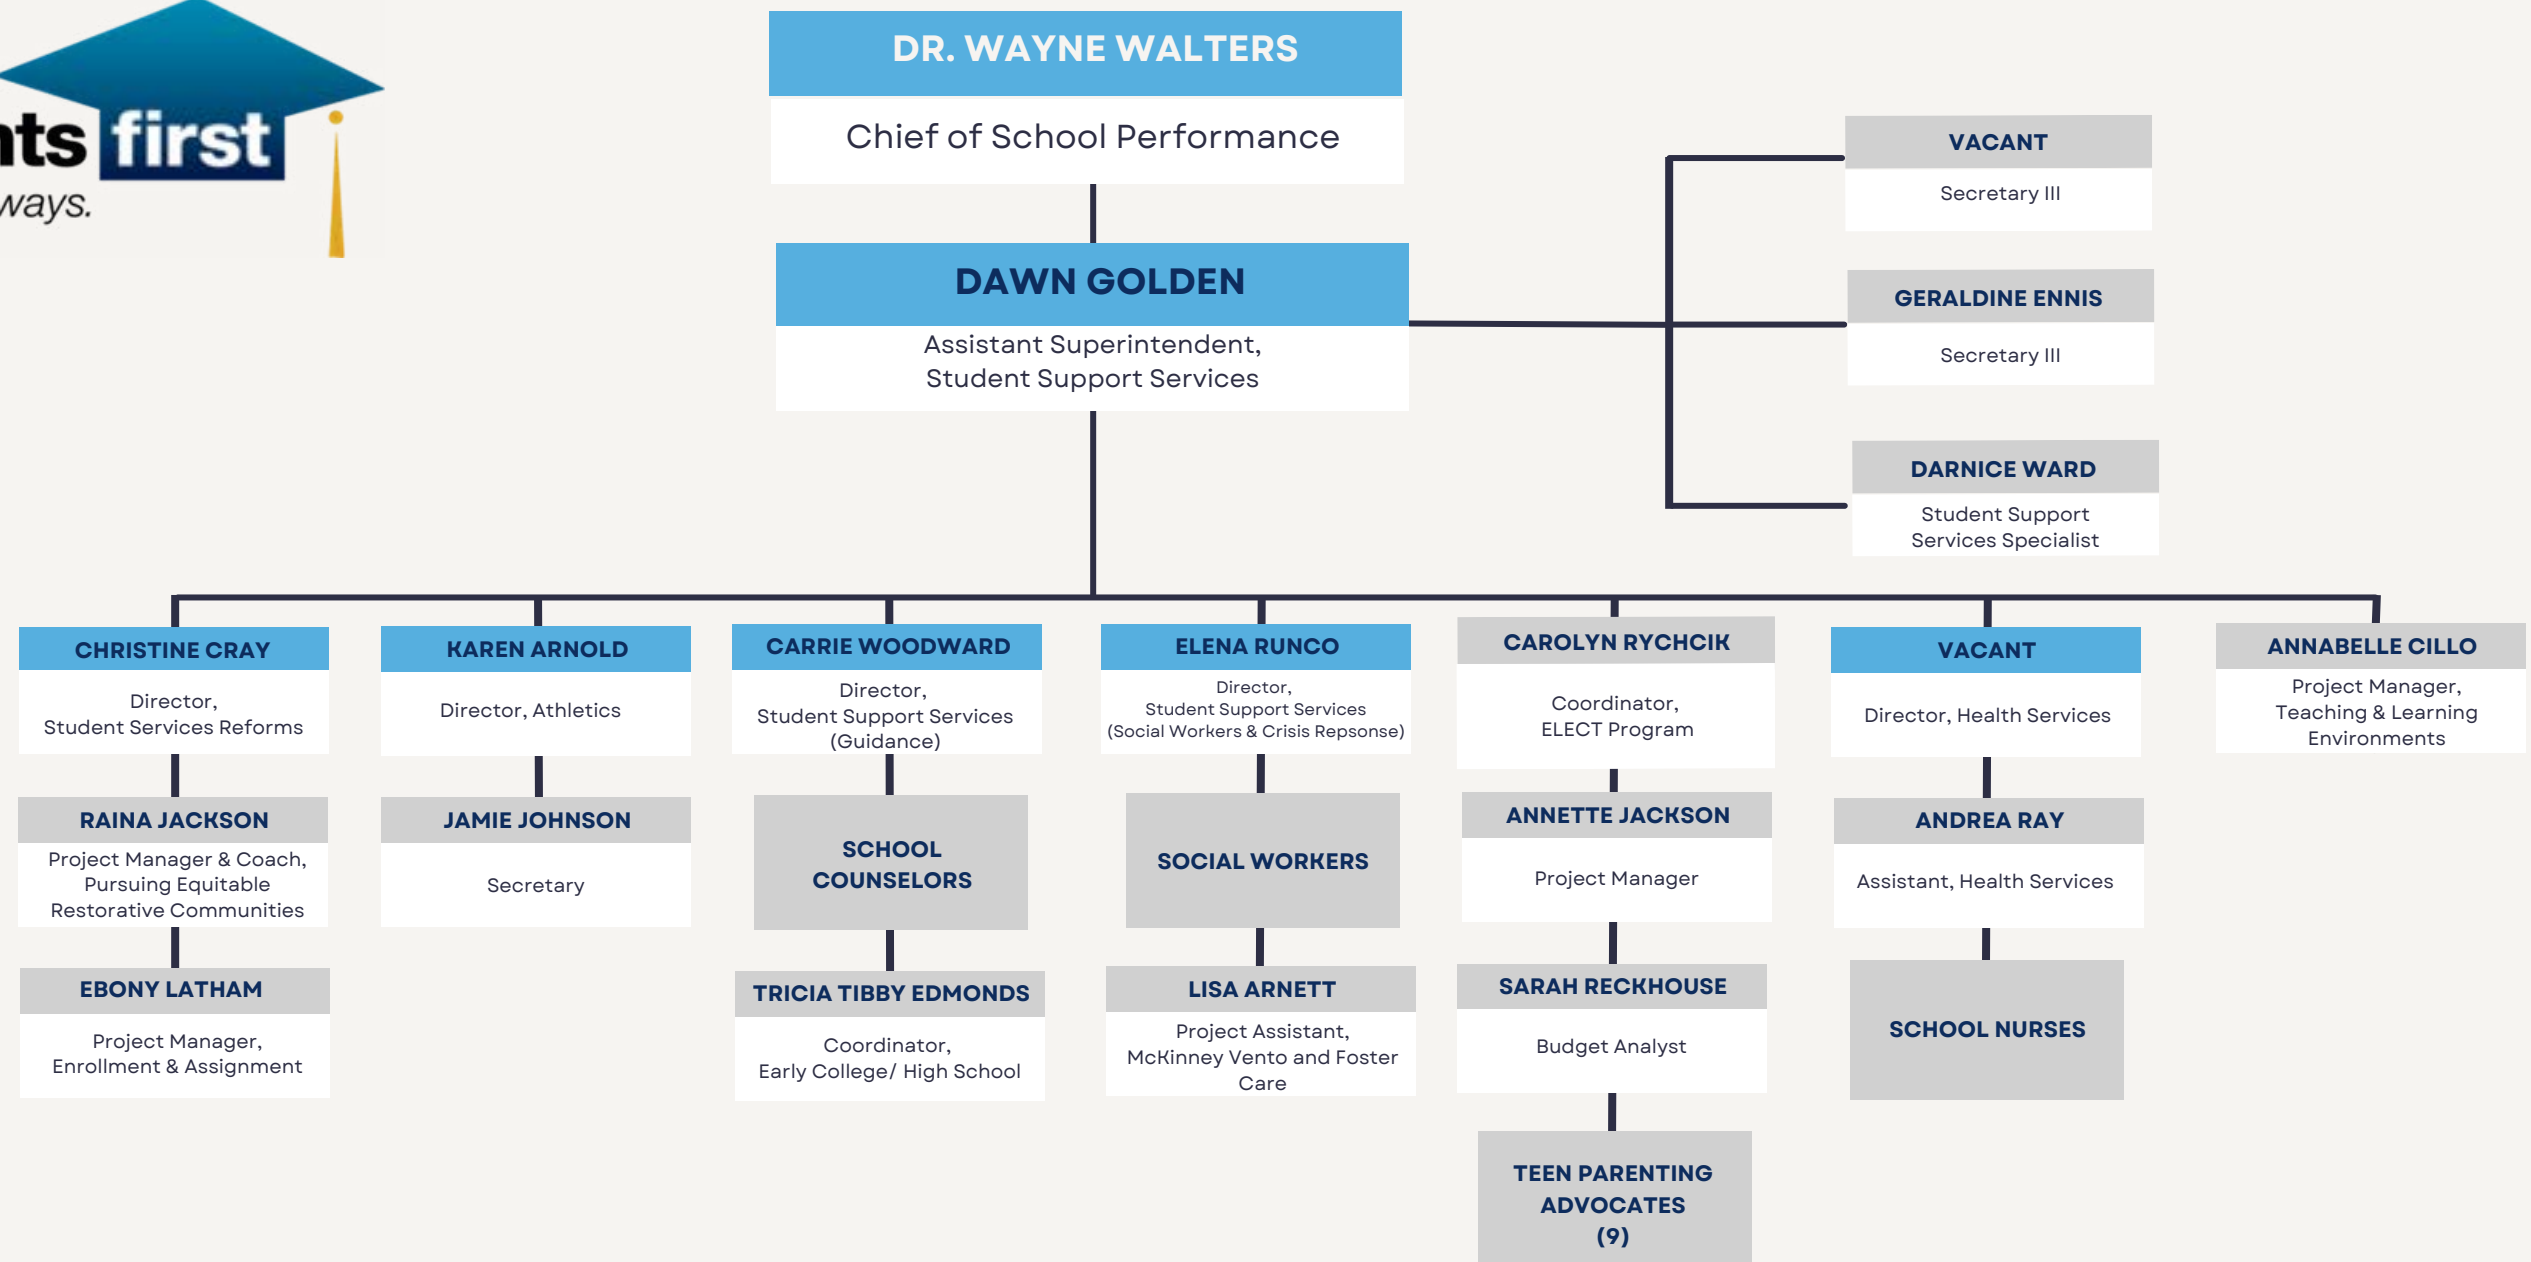 nts first
ways.
DR. WAYNE WALTERS
Chief of School Performance
DAWN GOLDEN
Assistant Superintendent,
Student Support Services
VACANT
Secretary III
GERALDINE ENNIS
Secretary III
DARNICE WARD
Student Support
Services Specialist
CHRISTINE CRAY
Director,
Student Services Reforms
RAINA JACKSON
Project Manager & Coach,
Pursuing Equitable
Restorative Communities
EBONY LATHAM
Project Manager,
Enrollment & Assignment
KAREN ARNOLD
Director, Athletics
JAMIE JOHNSON
Secretary
CARRIE WOODWARD
Director,
Student Support Services
(Guidance)
SCHOOL
COUNSELORS
TRICIA TIBBY EDMONDS
Coordinator,
Early College/ High School
ELENA RUNCO
Director,
Student Support Services
(Social Workers & Crisis Repsonse)
SOCIAL WORKERS
LISA ARNETT
Project Assistant,
McKinney Vento and Foster
Care
CAROLYN RYCHCIK
Coordinator,
ELECT Program
ANNETTE JACKSON
Project Manager
SARAH RECKHOUSE
Budget Analyst
TEEN PARENTING
ADVOCATES
(9)
VACANT
Director, Health Services
ANDREA RAY
Assistant, Health Services
SCHOOL NURSES
ANNABELLE CILLO
Project Manager,
Teaching & Learning
Environments